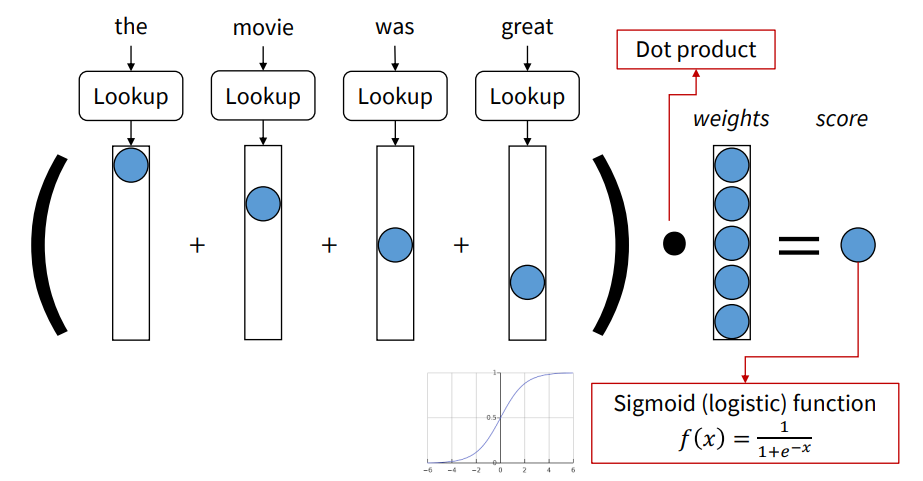 the movie was great
Dot product
Lookup Lookup Lookup Lookup
weights score
+ + + • =
1
0.5
0
−6 −4 −2 0 2 4 6
Sigmoid (logistic) function
f(x) = 1/(1+e^−x)